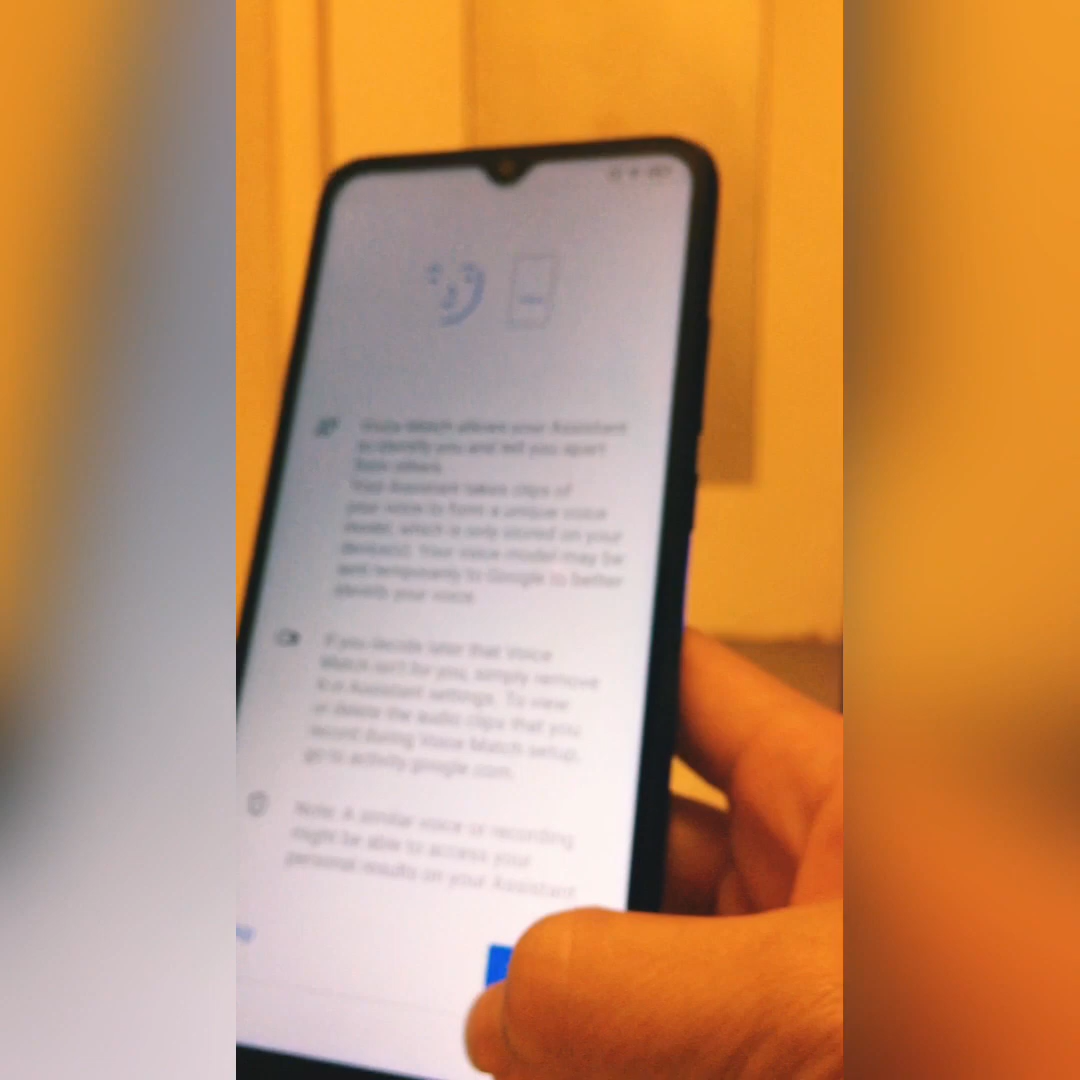 Voice Match allows your Assistant
to identify you and tell you apart
from others.
Your Assistant takes clips of
your voice to form a unique voice
model, which is only stored on your
device(s). Your voice model may be
sent temporarily to Google to better
identify your voice.
If you decide later that Voice
Match isn't for you, simply remove
it in Assistant settings. To view
or delete the audio clips that you
record during Voice Match setup,
go to activity.google.com.
Note: A similar voice or recording
might be able to access your
personal results on your Assistant